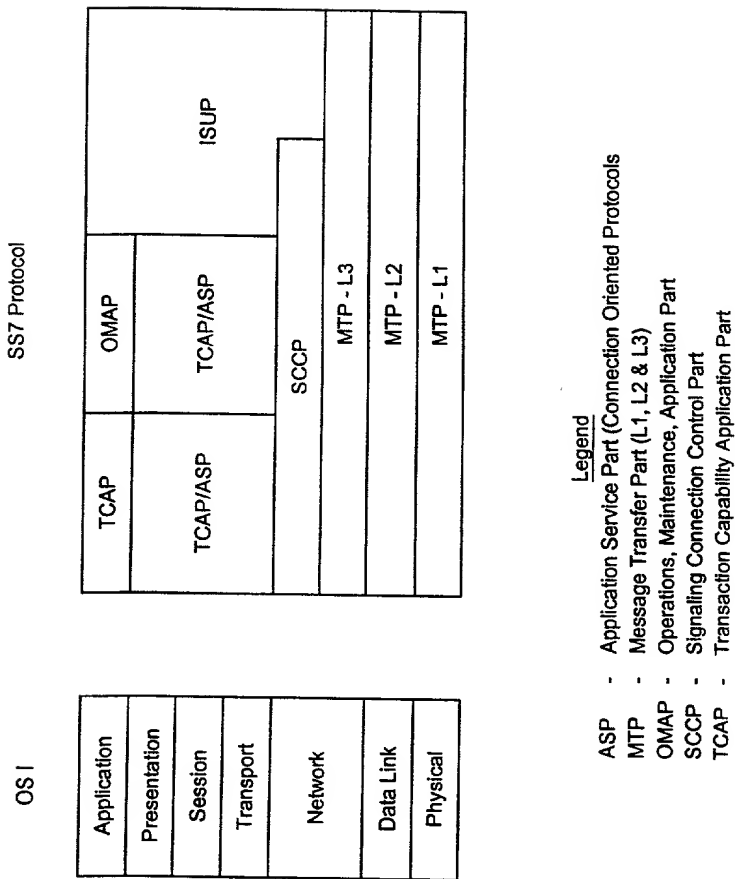 OS I
Application
Presentation
Session
Transport
Network
Data Link
Physical
SS7 Protocol
TCAP
OMAP
ISUP
TCAP/ASP
TCAP/ASP
SCCP
MTP - L3
MTP - L2
MTP - L1
Legend
ASP - Application Service Part (Connection Oriented Protocols
MTP - Message Transfer Part (L1, L2 & L3)
OMAP - Operations, Maintenance, Application Part
SCCP - Signaling Connection Control Part
TCAP - Transaction Capability Application Part